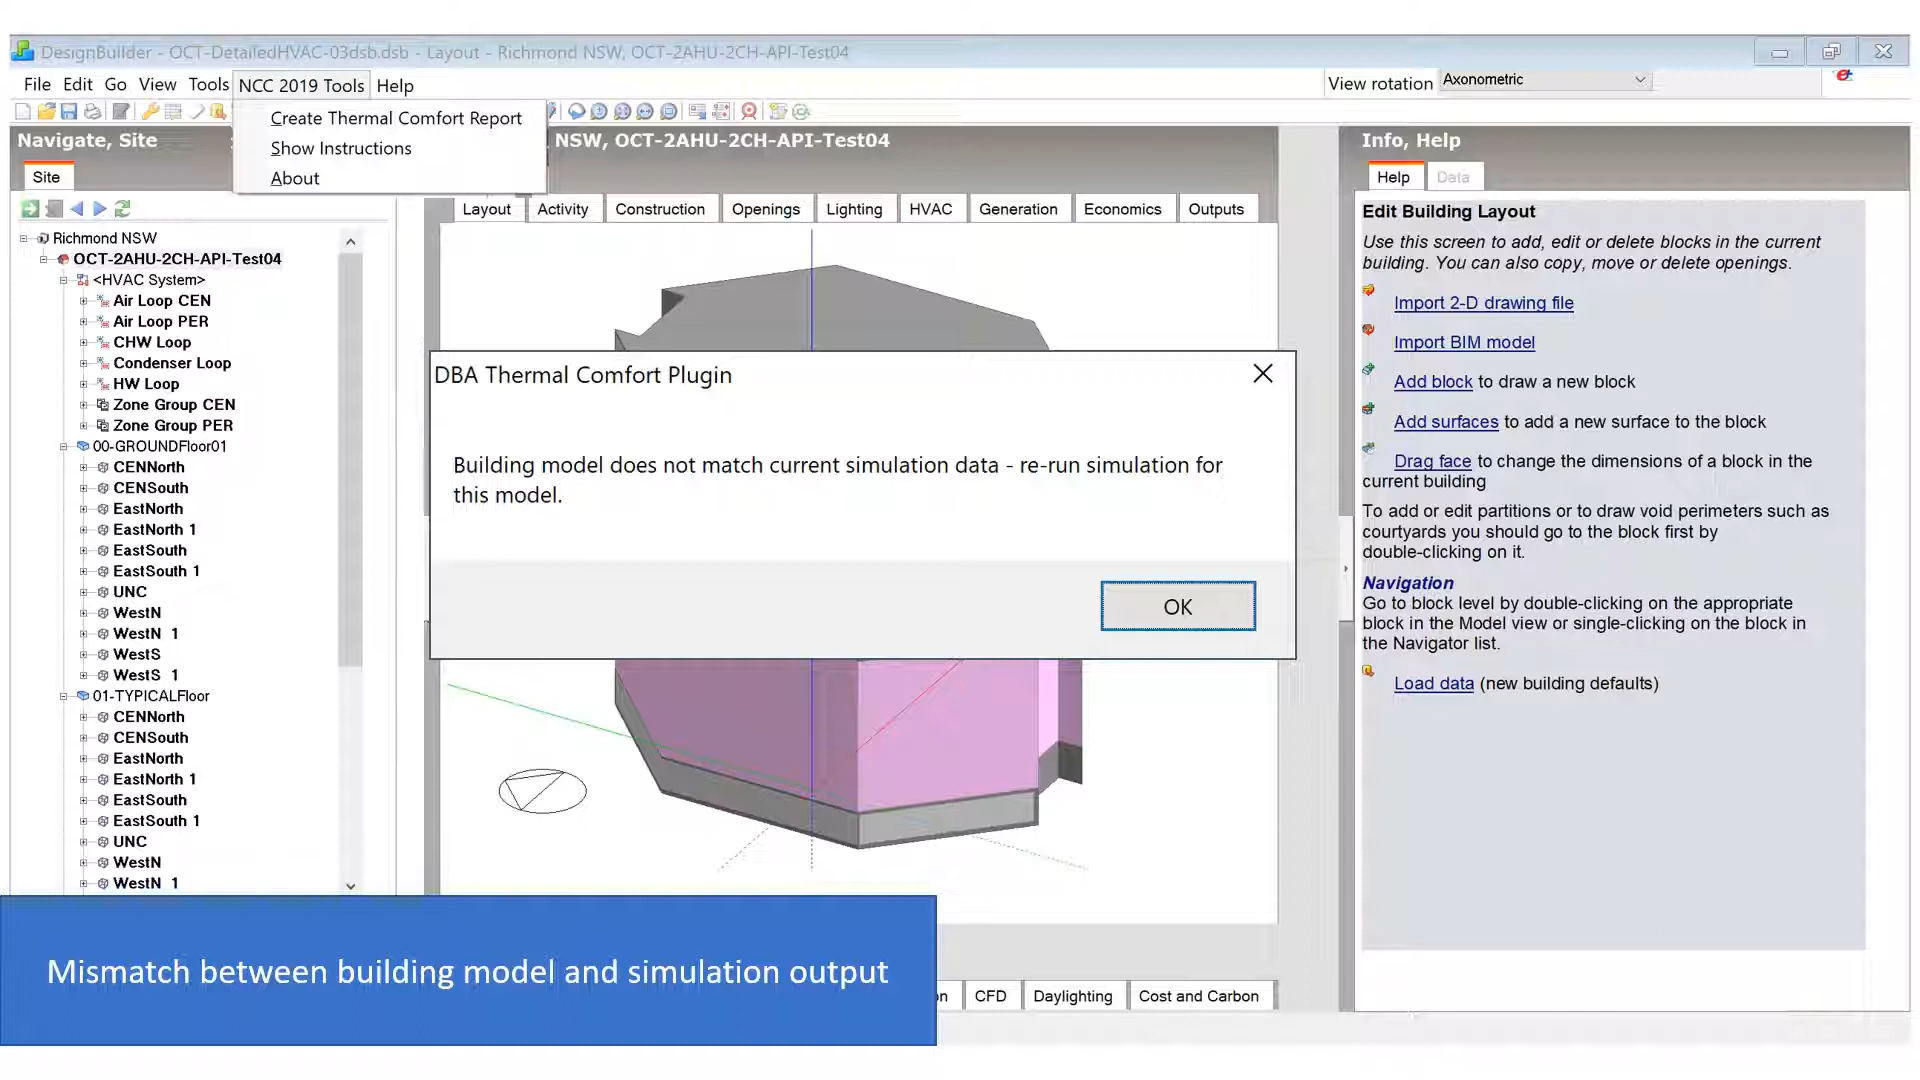 DesignBuilder - OCT-DetailedHVAC-03dsb.dsb - Layout - Richmond NSW, OCT-2AHU-2CH-API-Test04
File Edit Go View Tools NCC 2019 Tools Help
View rotation Axonometric
Create Thermal Comfort Report
Show Instructions
About
Navigate, Site
NSW, OCT-2AHU-2CH-API-Test04
Info, Help
Site
Help Data
Layout Activity Construction Openings Lighting HVAC Generation Economics Outputs
Richmond NSW
OCT-2AHU-2CH-API-Test04
<HVAC System>
Air Loop CEN
Air Loop PER
CHW Loop
Condenser Loop
HW Loop
Zone Group CEN
Zone Group PER
00-GROUNDFloor01
CENNorth
CENSouth
EastNorth
EastNorth 1
EastSouth
EastSouth 1
UNC
WestN
WestN 1
WestS
WestS 1
01-TYPICALFloor
CENNorth
CENSouth
EastNorth
EastNorth 1
EastSouth
EastSouth 1
UNC
WestN
WestN 1
DBA Thermal Comfort Plugin
Building model does not match current simulation data - re-run simulation for
this model.
OK
Edit Building Layout
Use this screen to add, edit or delete blocks in the current
building. You can also copy, move or delete openings.
Import 2-D drawing file
Import BIM model
Add block to draw a new block
Add surfaces to add a new surface to the block
Drag face to change the dimensions of a block in the
current building
To add or edit partitions or to draw void perimeters such as
courtyards you should go to the block first by
double-clicking on it.
Navigation
Go to block level by double-clicking on the appropriate
block in the Model view or single-clicking on the block in
the Navigator list.
Load data (new building defaults)
Mismatch between building model and simulation output
CFD Daylighting Cost and Carbon